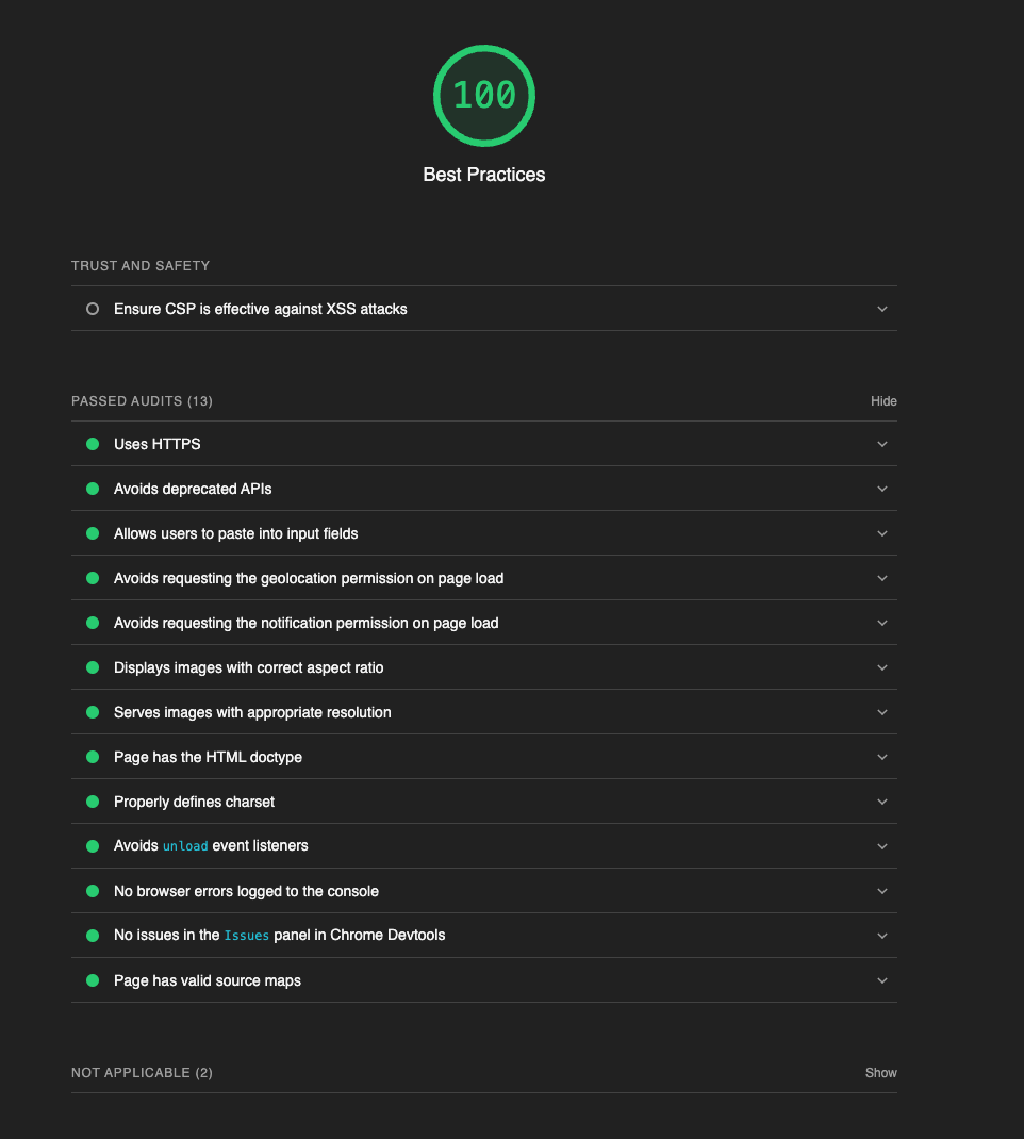 100
Best Practices
TRUST AND SAFETY
Ensure CSP is effective against XSS attacks
PASSED AUDITS (13) Hide
Uses HTTPS
Avoids deprecated APIs
Allows users to paste into input fields
Avoids requesting the geolocation permission on page load
Avoids requesting the notification permission on page load
Displays images with correct aspect ratio
Serves images with appropriate resolution
Page has the HTML doctype
Properly defines charset
Avoids unload event listeners
No browser errors logged to the console
No issues in the Issues panel in Chrome Devtools
Page has valid source maps
NOT APPLICABLE (2) Show